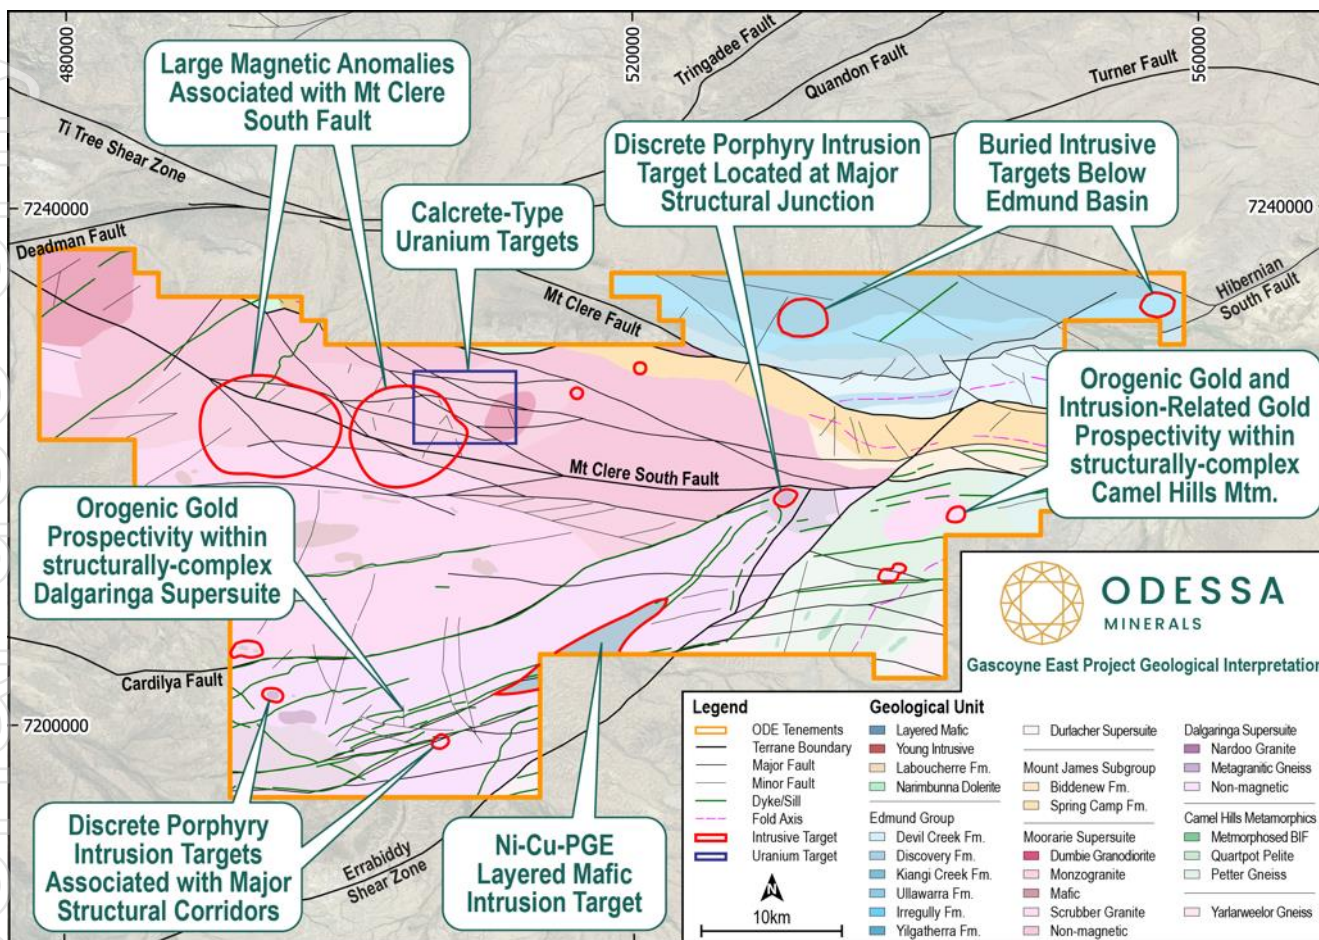 480000
520000
560000
Large Magnetic Anomalies
Associated with Mt Clere
South Fault
Tringadee Fault
Quandon Fault
Turner Fault
Ti Tree Shear Zone
Discrete Porphyry Intrusion
Target Located at Major
Structural Junction
Buried Intrusive
Targets Below
Edmund Basin
Calcrete-Type
Uranium Targets
7240000
7240000
Deadman Fault
Mt Clere Fault
Hibernian
South Fault
Orogenic Gold and
Intrusion-Related Gold
Prospectivity within
structurally-complex
Camel Hills Mtm.
Mt Clere South Fault
Orogenic Gold
Prospectivity within
structurally-complex
Dalgaringa Supersuite
Cardilya Fault
7200000
Discrete Porphyry
Intrusion Targets
Associated with Major
Structural Corridors
Errabiddy
Shear Zone
Ni-Cu-PGE
Layered Mafic
Intrusion Target
ODESSA
MINERALS
Gascoyne East Project Geological Interpretation
Legend
ODE Tenements
Terrane Boundary
Major Fault
Minor Fault
Dyke/Sill
Fold Axis
Intrusive Target
Uranium Target
N
10km
Geological Unit
Layered Mafic
Young Intrusive
Laboucherre Fm.
Narimbunna Dolerite
Edmund Group
Devil Creek Fm.
Discovery Fm.
Kiangi Creek Fm.
Ullawarra Fm.
Irregully Fm.
Yilgatherra Fm.
Durlacher Supersuite
Mount James Subgroup
Biddenew Fm.
Spring Camp Fm.
Moorarie Supersuite
Dumbie Granodiorite
Monzogranite
Mafic
Scrubber Granite
Non-magnetic
Dalgaringa Supersuite
Nardoo Granite
Metagranitic Gneiss
Non-magnetic
Camel Hills Metamorphics
Metmorphosed BIF
Quartpot Pelite
Petter Gneiss
Yarlarweelor Gneiss